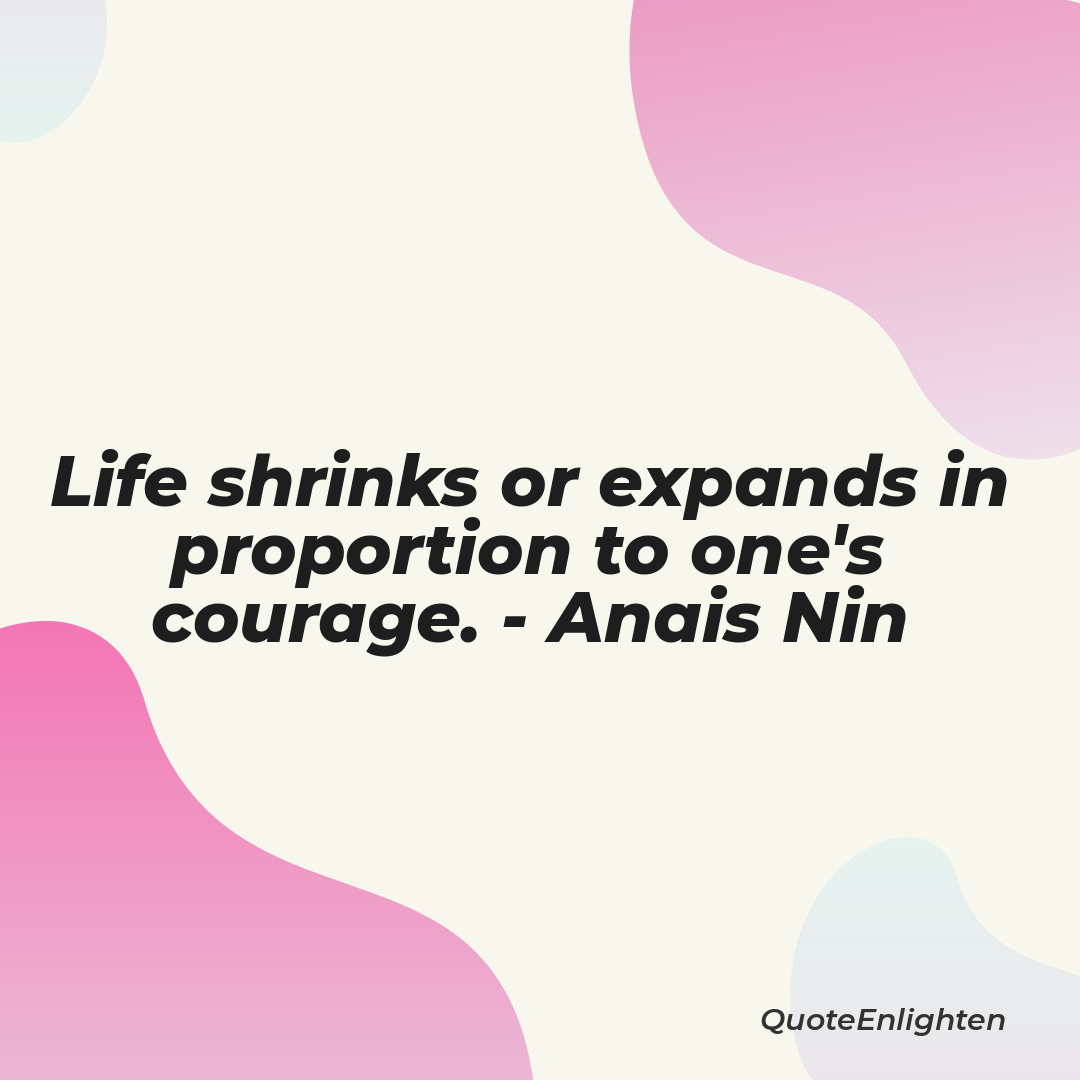 Life shrinks or expands in
proportion to one's
courage. - Anais Nin
QuoteEnlighten